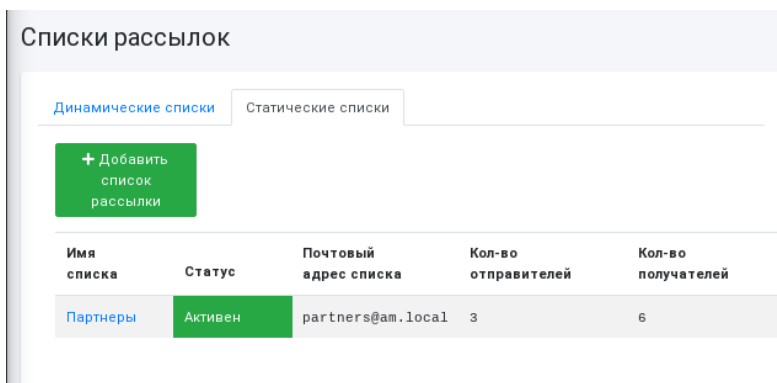 Списки рассылок
Динамические списки Статические списки
+ Добавить
список
рассылки
Имя
списка
Статус
Почтовый
адрес списка
Кол-во
отправителей
Кол-во
получателей
Партнеры Активен partners@am.local 3 6